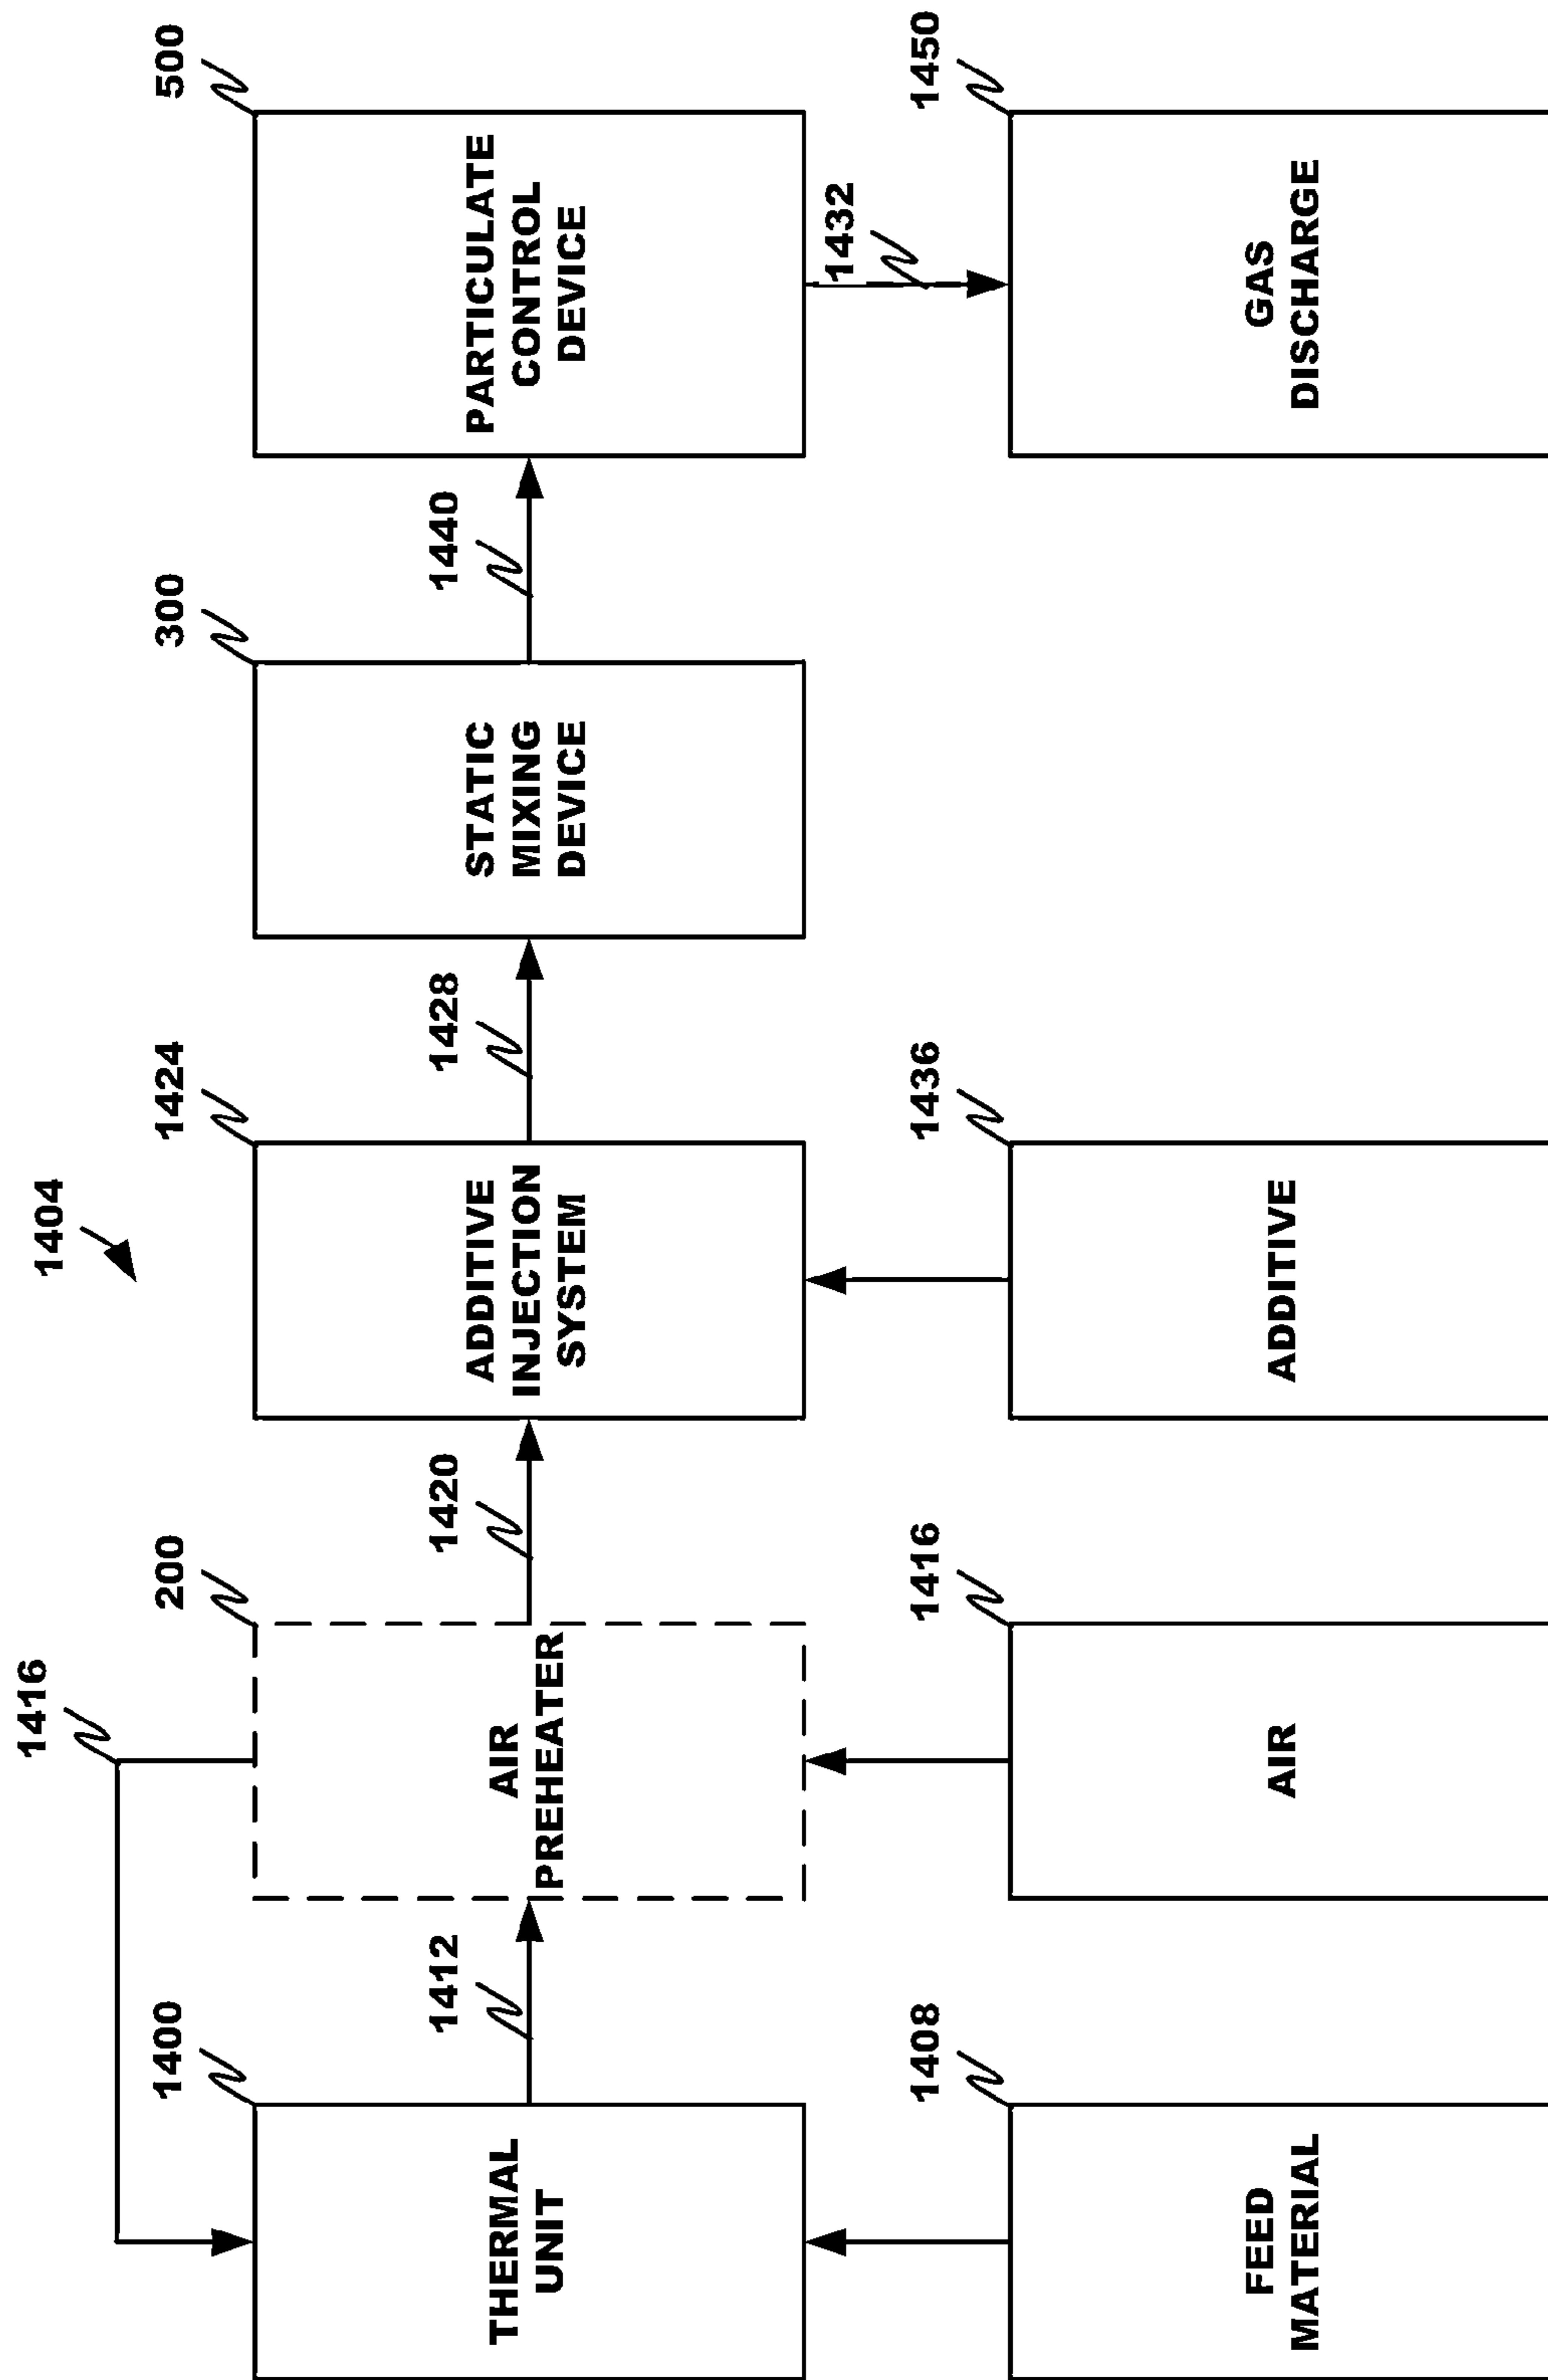 1404
1416
1400
THERMAL
UNIT
1412
200
AIR
PREHEATER
1420
1424
ADDITIVE
INJECTION
SYSTEM
1428
300
STATIC
MIXING
DEVICE
1440
500
PARTICULATE
CONTROL
DEVICE
1432
1408
FEED
MATERIAL
1416
AIR
1436
ADDITIVE
1450
GAS
DISCHARGE